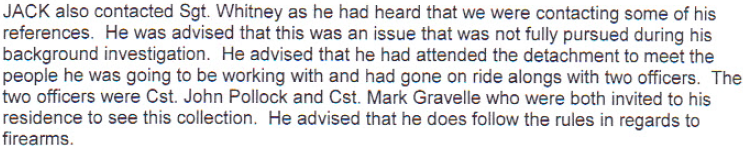 JACK also contacted Sgt. Whitney as he had heard that we were contacting some of his
references.  He was advised that this was an issue that was not fully pursued during his
background investigation.  He advised that he had attended the detachment to meet the
people he was going to be working with and had gone on ride alongs with two officers.  The
two officers were Cst. John Pollock and Cst. Mark Gravelle who were both invited to his
residence to see this collection.  He advised that he does follow the rules in regards to
firearms.